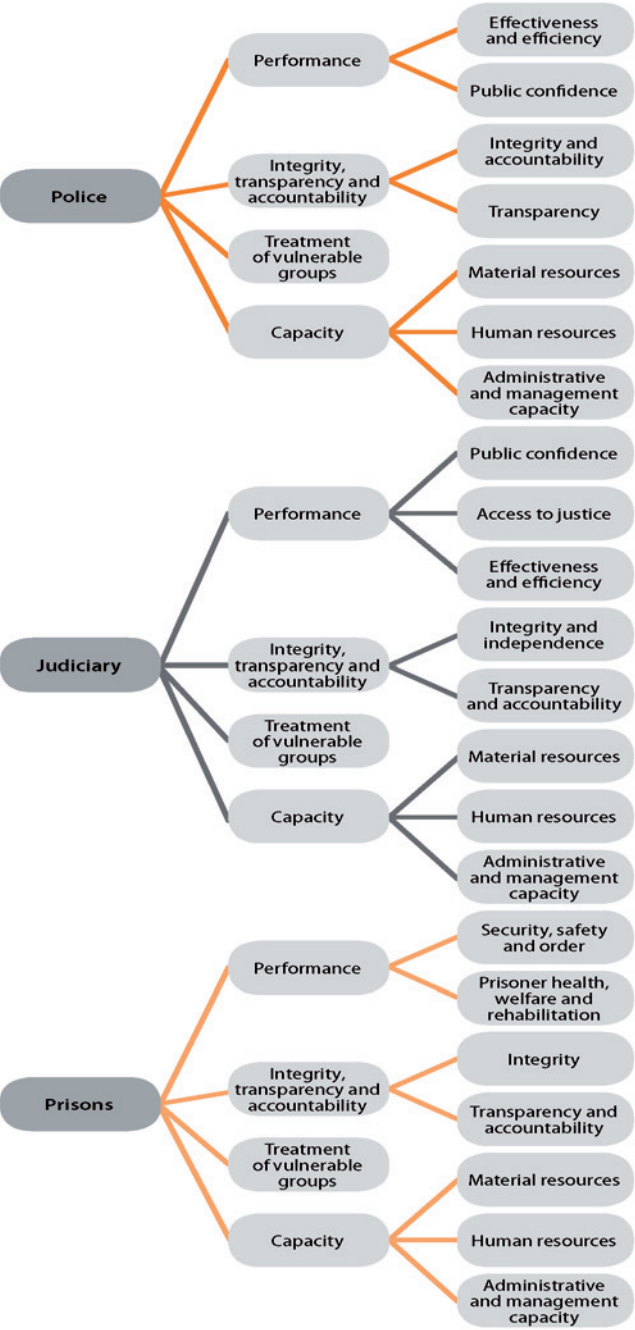 Police
Performance
Effectiveness
and efficiency
Public confidence
Integrity,
transparency and
accountability
Integrity and
accountability
Transparency
Treatment
of vulnerable
groups
Capacity
Material resources
Human resources
Administrative
and management
capacity
Judiciary
Performance
Public confidence
Access to justice
Effectiveness
and efficiency
Integrity,
transparency and
accountability
Integrity and
independence
Transparency
and accountability
Treatment
of vulnerable
groups
Capacity
Material resources
Human resources
Administrative
and management
capacity
Prisons
Performance
Security, safety
and order
Prisoner health,
welfare and
rehabilitation
Integrity,
transparency and
accountability
Integrity
Transparency and
accountability
Treatment
of vulnerable
groups
Capacity
Material resources
Human resources
Administrative
and management
capacity